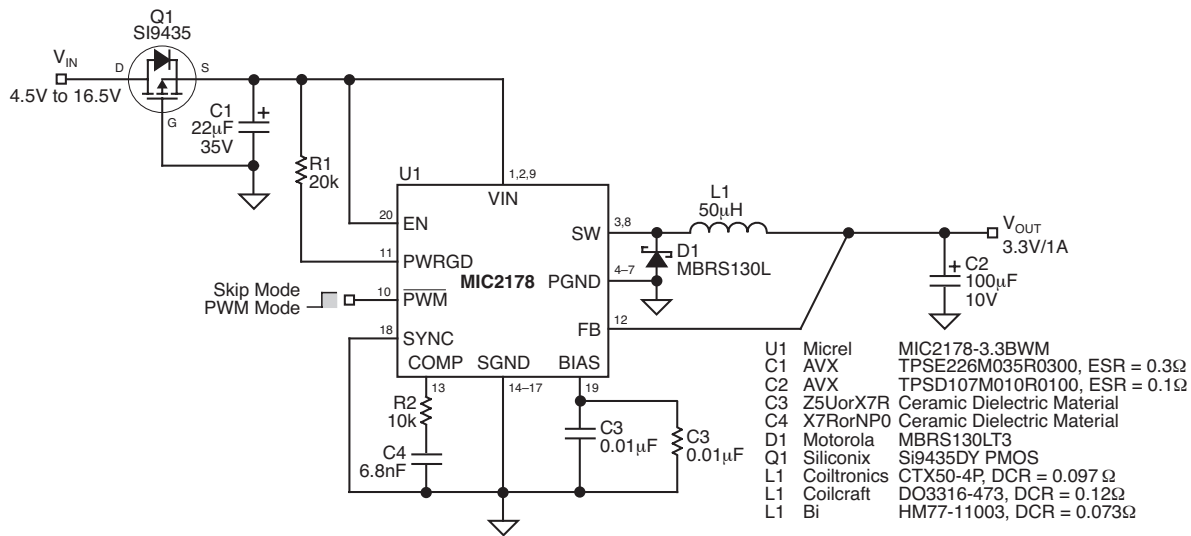 Q1
SI9435
VIN
D
S
G
4.5V to 16.5V
C1
22μF
35V
+
R1
20k
U1
1,2,9
VIN
20
EN
11
PWRGD
MIC2178
Skip Mode
PWM Mode
10
PWM
18
SYNC
COMP
SGND
BIAS
13
14–17
19
SW
3,8
PGND
4–7
FB
12
L1
50μH
D1
MBRS130L
VOUT
3.3V/1A
+
C2
100μF
10V
R2
10k
C4
6.8nF
C3
0.01μF
C3
0.01μF
U1 Micrel MIC2178-3.3BWM
C1 AVX TPSE226M035R0300, ESR = 0.3Ω
C2 AVX TPSD107M010R0100, ESR = 0.1Ω
C3 Z5UorX7R Ceramic Dielectric Material
C4 X7RorNP0 Ceramic Dielectric Material
D1 Motorola MBRS130LT3
Q1 Siliconix Si9435DY PMOS
L1 Coiltronics CTX50-4P, DCR = 0.097 Ω
L1 Coilcraft DO3316-473, DCR = 0.12Ω
L1 Bi HM77-11003, DCR = 0.073Ω